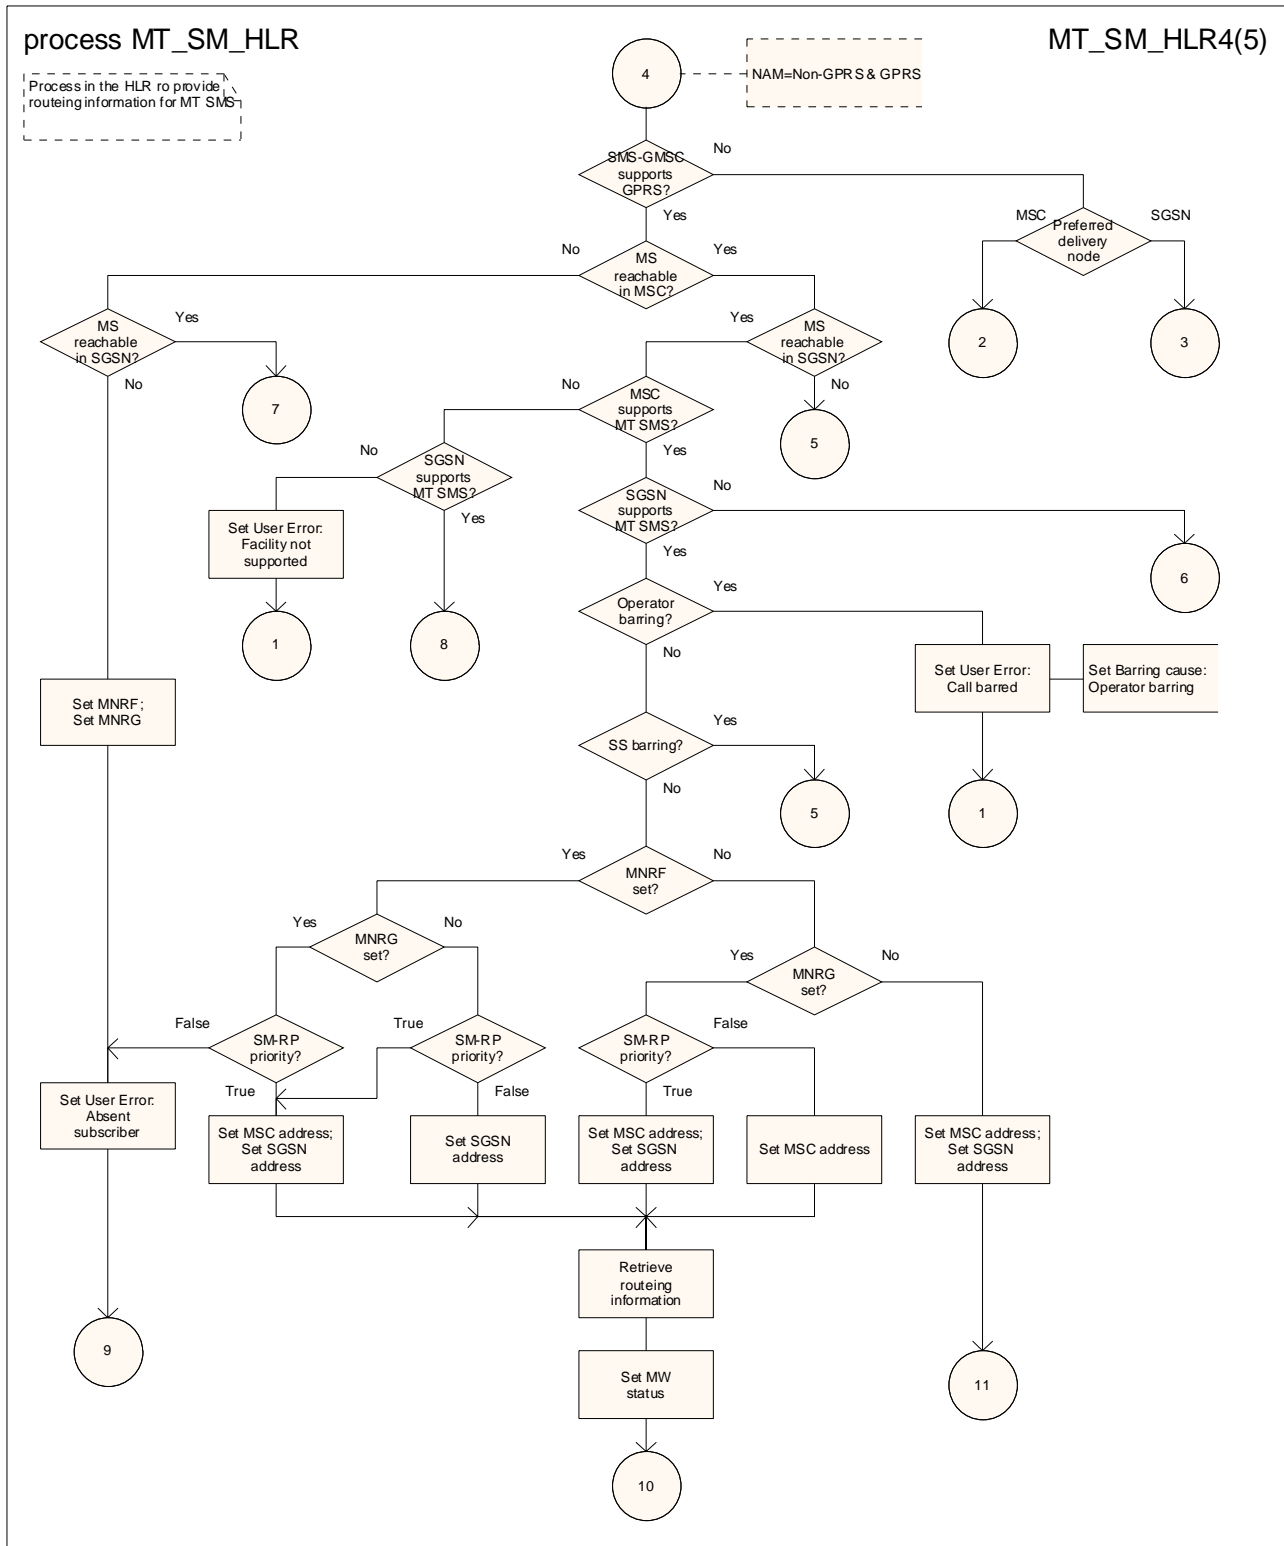 process MT_SM_HLR
MT_SM_HLR4(5)
Process in the HLR ro provide
routeing information for MT SMS
4
NAM=Non-GPRS & GPRS
SMS-GMSC
supports
GPRS?
No
Yes
MSC
Preferred
delivery
node
SGSN
No
MS
reachable
in MSC?
Yes
2
3
MS
reachable
in SGSN?
Yes
No
7
Yes
MS
reachable
in SGSN?
No
5
No
MSC
supports
MT SMS?
Yes
No
SGSN
supports
MT SMS?
Yes
SGSN
supports
MT SMS?
No
Yes
6
Set User Error:
Facility not
supported
1
8
Operator
barring?
Yes
No
Set User Error:
Call barred
Set Barring cause:
Operator barring
1
Set MNRF;
Set MNRG
SS barring?
Yes
No
5
Yes
MNRF
set?
No
Yes
MNRG
set?
No
Yes
MNRG
set?
No
False
SM-RP
priority?
True
True
SM-RP
priority?
False
SM-RP
priority?
False
True
Set User Error:
Absent
subscriber
Set MSC address;
Set SGSN
address
Set SGSN
address
Set MSC address;
Set SGSN
address
Set MSC address
Set MSC address;
Set SGSN
address
Retrieve
routeing
information
9
Set MW
status
11
10